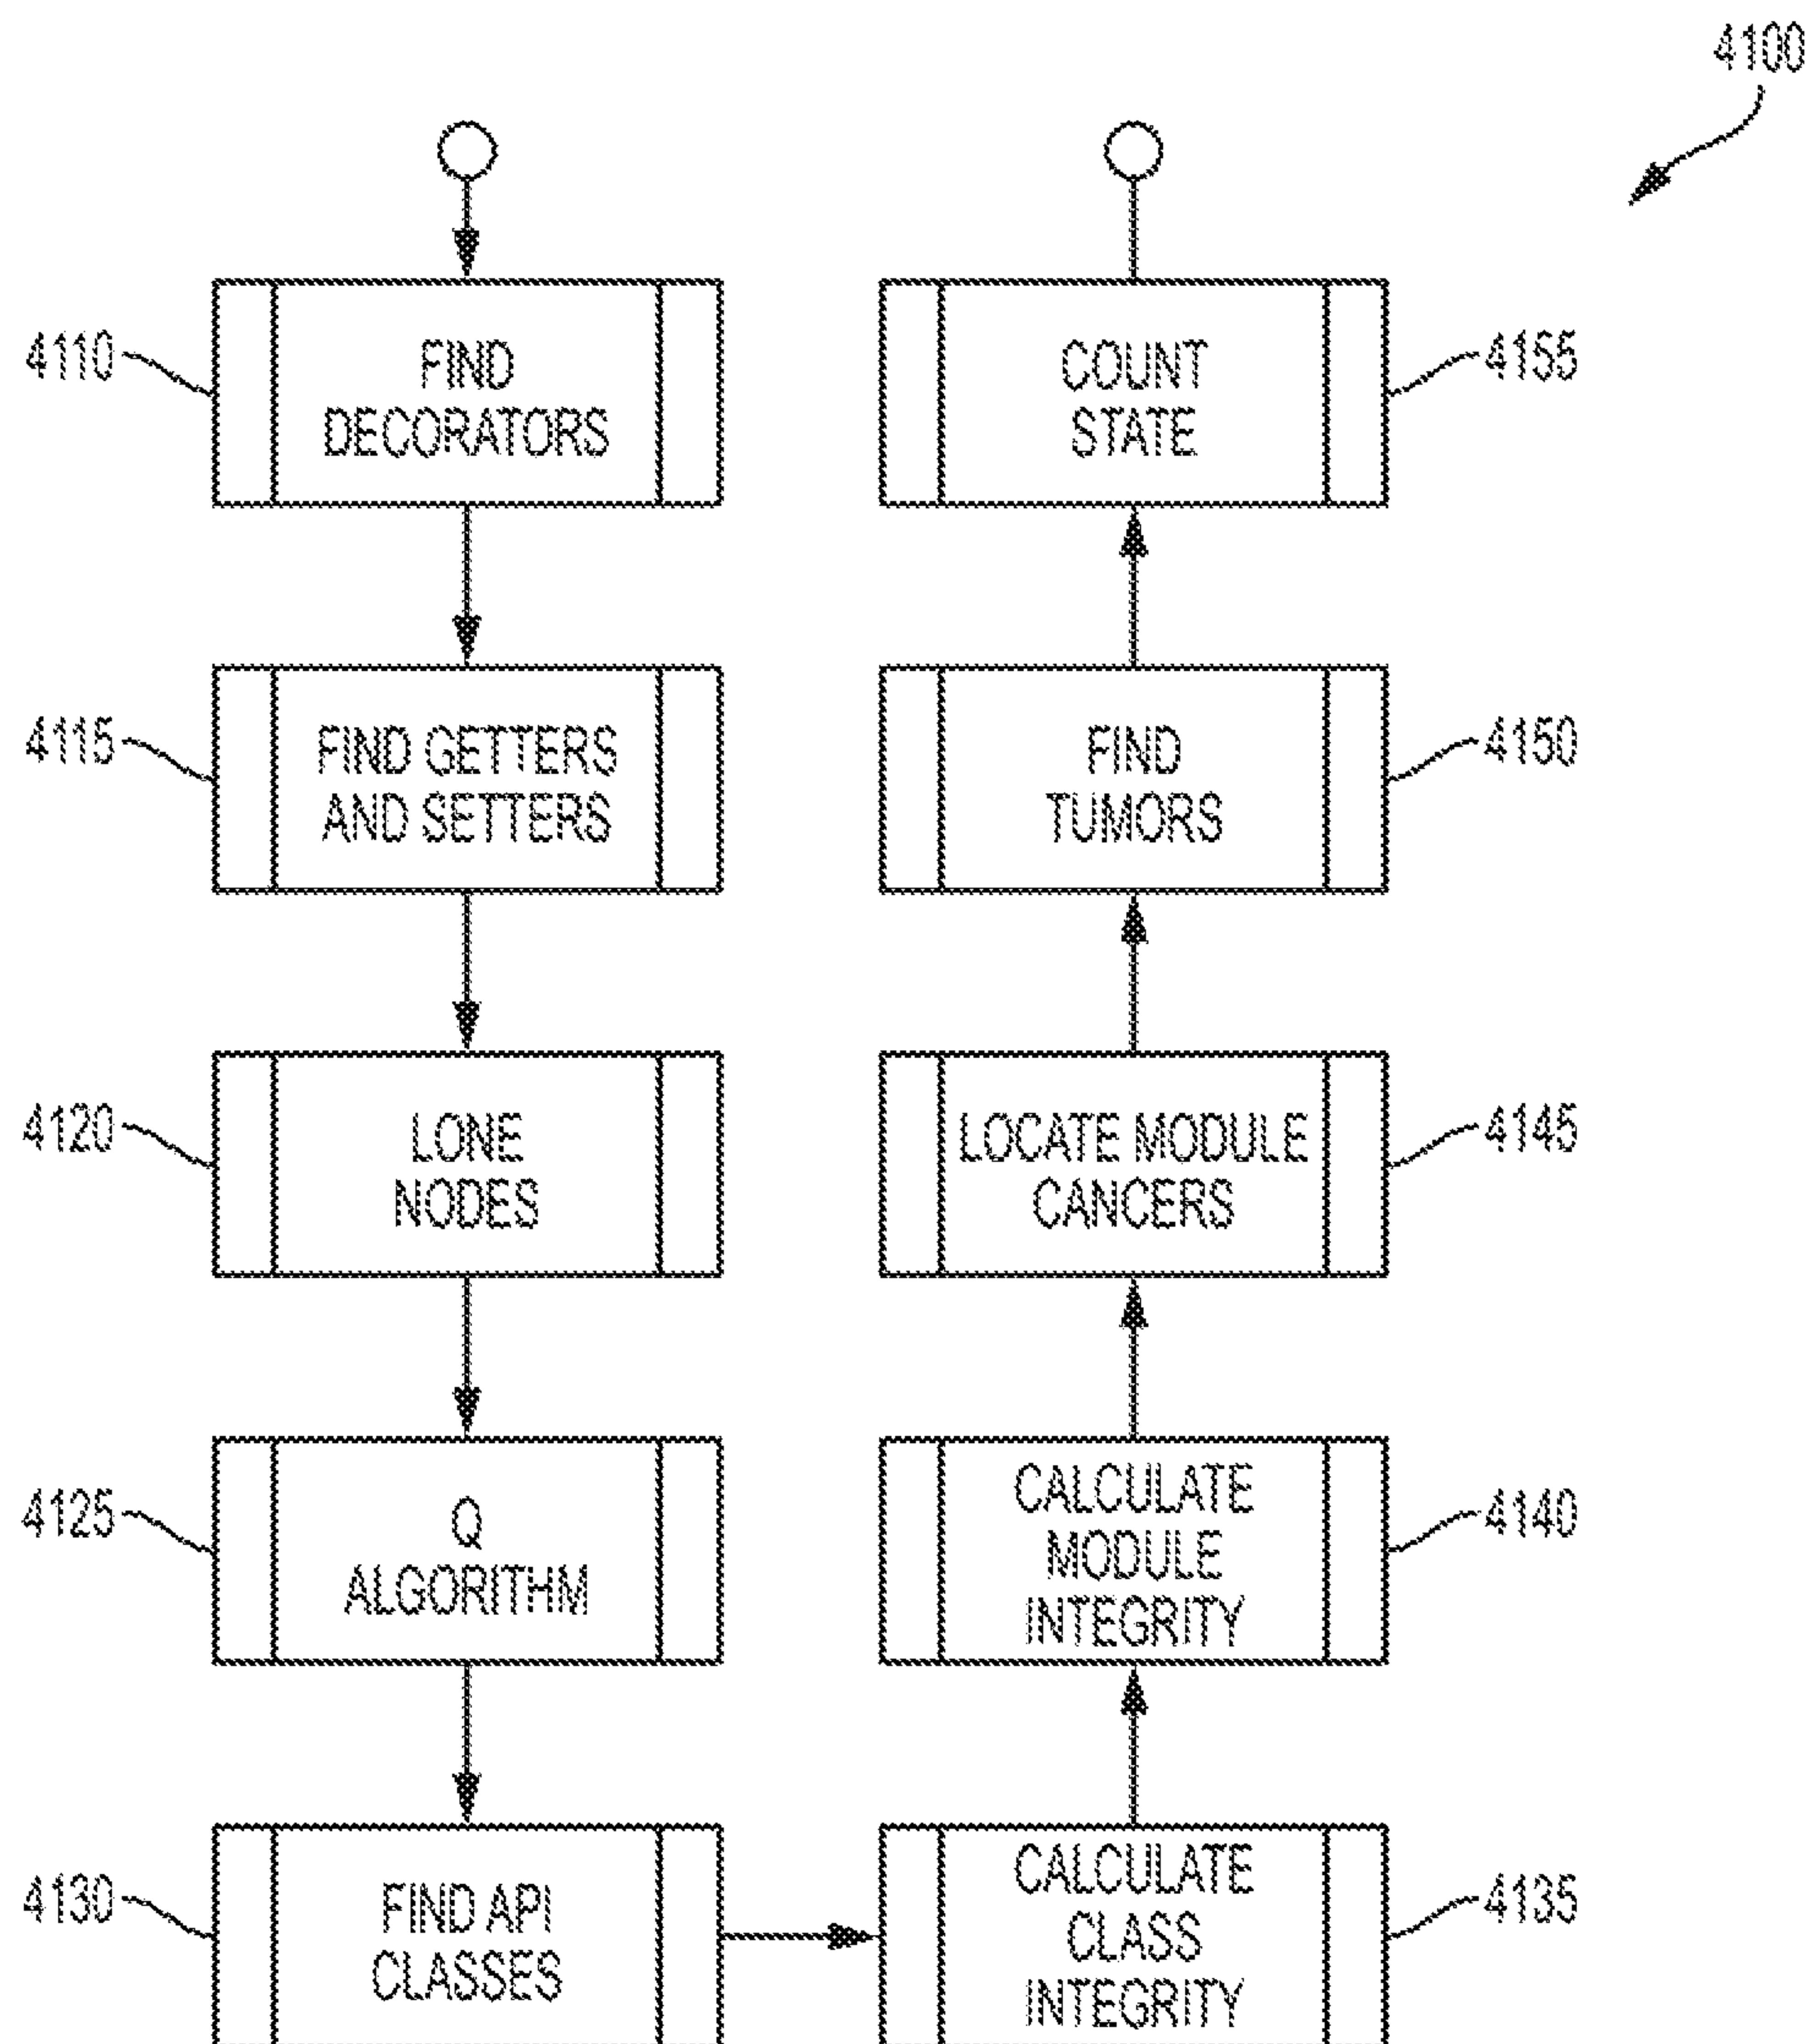 4100
4110
FIND
DECORATORS
4115
FIND GETTERS
AND SETTERS
4120
LONE
NODES
4125
Q
ALGORITHM
4130
FIND API
CLASSES
CALCULATE
CLASS
INTEGRITY
4135
CALCULATE
MODULE
INTEGRITY
4140
LOCATE MODULE
CANCERS
4145
FIND
TUMORS
4150
COUNT
STATE
4155